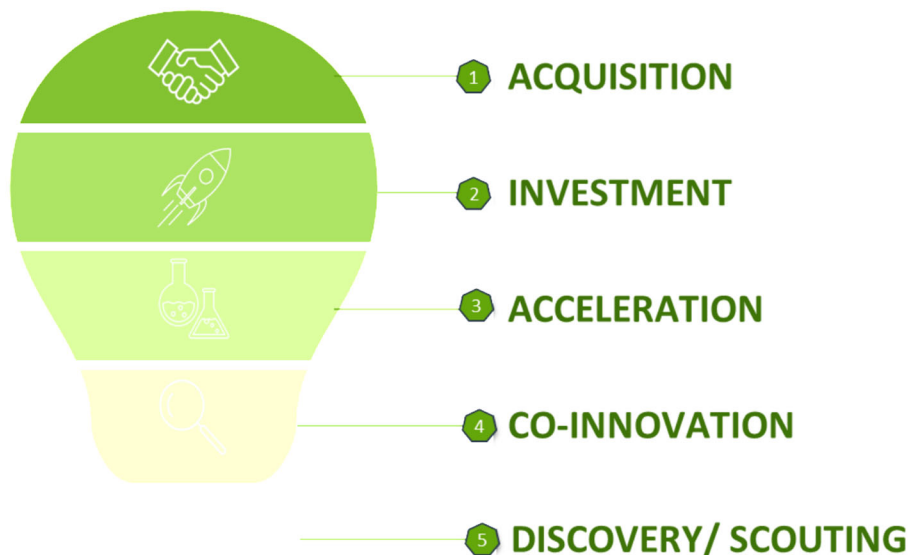 1 ACQUISITION
2 INVESTMENT
3 ACCELERATION
4 CO-INNOVATION
5 DISCOVERY/ SCOUTING